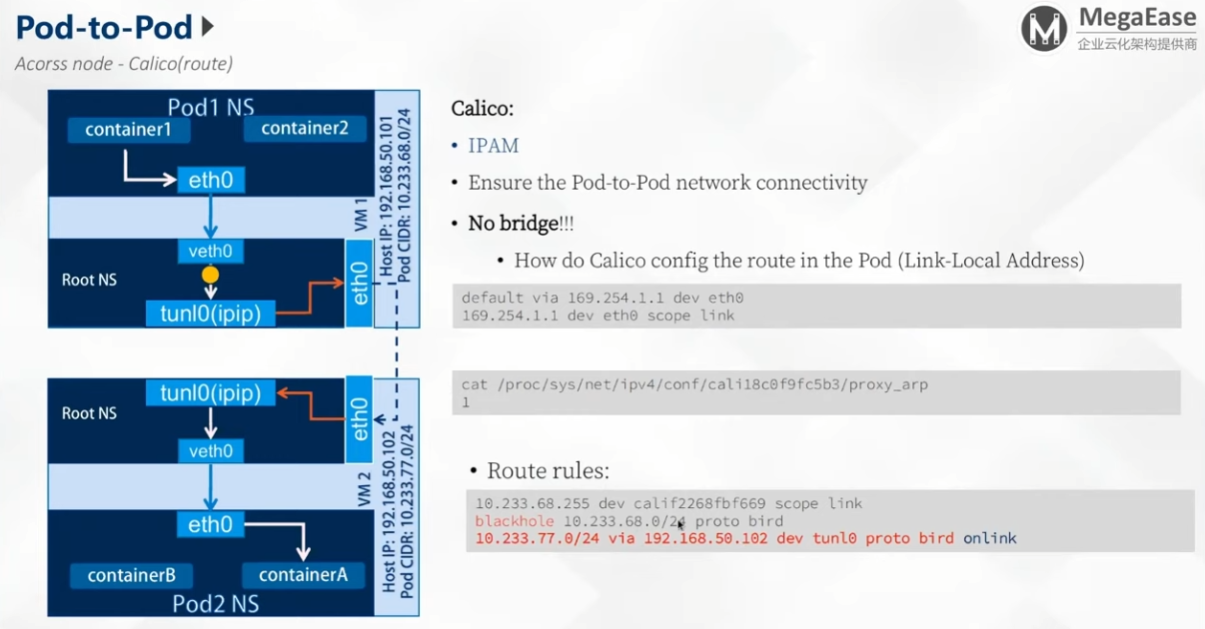 Pod-to-Pod
MegaEase
企业云化架构提供商
Acorss node - Calico(route)
Pod1 NS
container1
container2
eth0
veth0
Root NS
tunl0(ipip)
eth0
VM 1
Host IP: 192.168.50.101
Pod CIDR: 10.233.68.0/24
tunl0(ipip)
Root NS
veth0
eth0
VM 2
Host IP: 192.168.50.102
Pod CIDR: 10.233.77.0/24
eth0
containerB
containerA
Pod2 NS
Calico:
• IPAM
• Ensure the Pod-to-Pod network connectivity
• No bridge!!!
• How do Calico config the route in the Pod (Link-Local Address)
default via 169.254.1.1 dev eth0
169.254.1.1 dev eth0 scope link
cat /proc/sys/net/ipv4/conf/cali18c0f9fc5b3/proxy_arp
1
• Route rules:
10.233.68.255 dev calif2268fbf669 scope link
blackhole 10.233.68.0/24 proto bird
10.233.77.0/24 via 192.168.50.102 dev tunl0 proto bird onlink